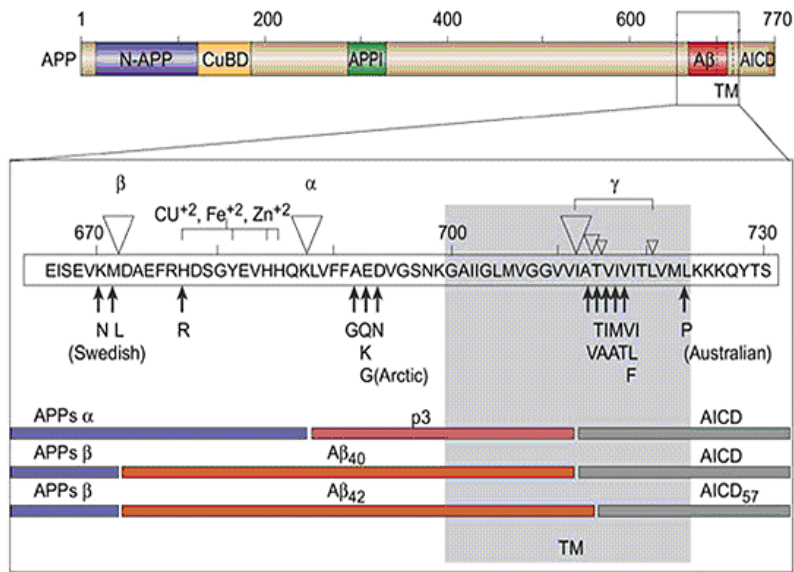 1 200 400 600 770
APP N-APP CuBD APPI Aβ AICD
TM
β α γ
CU+2, Fe+2, Zn+2
670 700 730
EISEVKMDAEFRHDSGYEVHHQKLVFFAEDVGSNKGAIIGLMVGGVVIATVIVITLVMLKKKQYTS
N L R GQN TIMVI P
(Swedish) K VAATL (Australian)
G(Arctic) F
APPs α p3 AICD
APPs β Aβ40 AICD
APPs β Aβ42 AICD57
TM